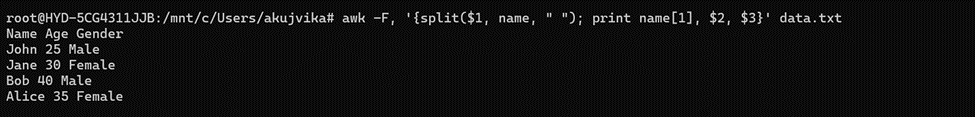 root@HYD-5CG4311JJB:/mnt/c/Users/akujvika# awk -F, '{split($1, name, " "); print name[1], $2, $3}' data.txt
Name Age Gender
John 25 Male
Jane 30 Female
Bob 40 Male
Alice 35 Female